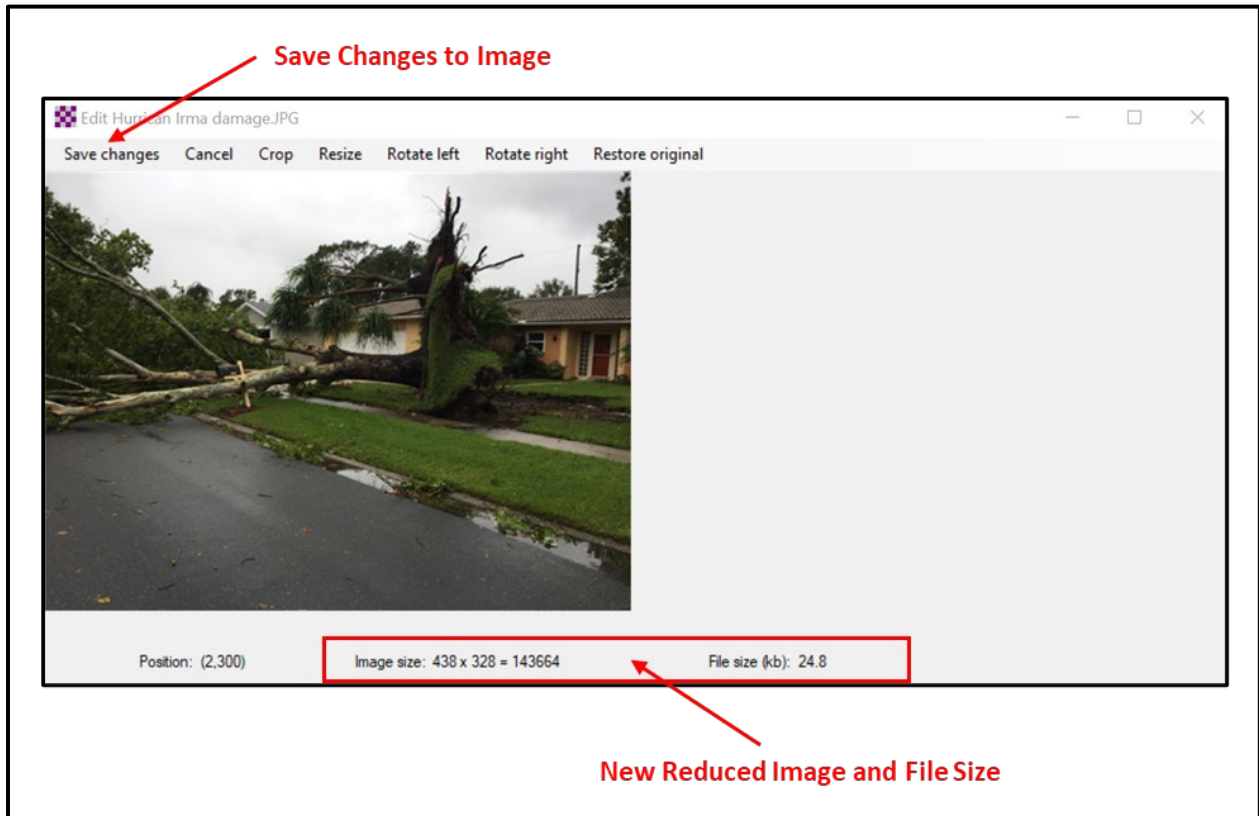 Save Changes to Image
Edit Hurrican Irma damage.JPG
Save changes Cancel Crop Resize Rotate left Rotate right Restore original
Position: (2,300) Image size: 438 x 328 = 143664 File size (kb): 24.8
New Reduced Image and File Size